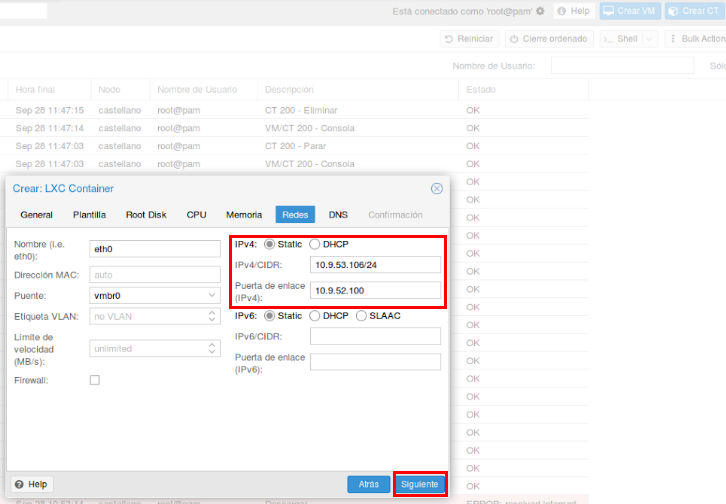 Está conectado como 'root@pam' Help Crear VM Crear CT
Reiniciar Cierre ordenado Shell Bulk Action
Nombre de Usuario: Sólo
Hora final Nodo Nombre de Usuario Descripción Estado
Sep 28 11:47:15 castellano root@pam CT 200 - Eliminar OK
Sep 28 11:47:14 castellano root@pam VM/CT 200 - Consola OK
Sep 28 11:47:03 castellano root@pam CT 200 - Parar OK
Sep 28 11:47:03 castellano root@pam VM/CT 200 - Consola OK
OK
Crear: LXC Container
OK
General Plantilla Root Disk CPU Memoria Redes DNS Confirmación
OK
OK
Nombre (i.e. eth0): eth0
IPv4: Static DHCP
OK
Dirección MAC: auto
IPv4/CIDR: 10.9.53.106/24
OK
Puente: vmbr0
Puerta de enlace (IPv4): 10.9.52.100
OK
Etiqueta VLAN: no VLAN
IPv6: Static DHCP SLAAC
OK
Límite de velocidad (MB/s): unlimited
IPv6/CIDR:
OK
Puerta de enlace (IPv6):
OK
Firewall:
OK
OK
OK
OK
OK
OK
OK
Help Atrás Siguiente
OK
castellano root@pam ERROR: received interrupt